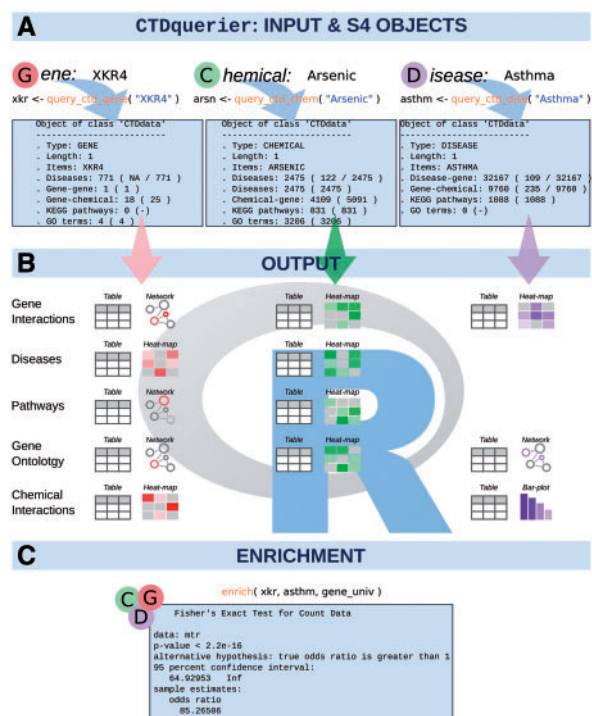 A
CTDquerier: INPUT & S4 OBJECTS
G ene: XKR4
xkr <- query_ctd_gene( "XKR4" )
Object of class 'CTDdata'
-------------------------
. Type: GENE
. Length: 1
. Items: XKR4
. Diseases: 771 ( NA / 771 )
. Gene-gene: 1 ( 1 )
. Gene-chemical: 18 ( 25 )
. KEGG pathways: 0 (-)
. GO terms: 4 ( 4 )
C hemical: Arsenic
arsn <- query_ctd_chem( "Arsenic" )
Object of class 'CTDdata'
-------------------------
. Type: CHEMICAL
. Length: 1
. Items: ARSENIC
. Diseases: 2475 ( 122 / 2475 )
. Diseases: 2475 ( 2475 )
. Chemical-gene: 4109 ( 5091 )
. KEGG pathways: 831 ( 831 )
. GO terms: 3206 ( 3206 )
D isease: Asthma
asthm <- query_ctd_dise( "Asthma" )
Object of class 'CTDdata'
-------------------------
. Type: DISEASE
. Length: 1
. Items: ASTHMA
. Disease-gene: 32167 ( 109 / 32167 )
. Gene-chemical: 9760 ( 235 / 9760 )
. KEGG pathways: 1088 ( 1088 )
. GO terms: 0 (-)
B
OUTPUT
Gene
Interactions
Table Network
Table Heat-map
Table Heat-map
Diseases
Table Heat-map
Table Heat-map
Pathways
Table Network
Table Heat-map
Gene
Ontolotgy
Table Network
Table Heat-map
Table Network
Chemical
Interactions
Table Heat-map
Table Bar-plot
R
C
ENRICHMENT
C G
D
enrich( xkr, asthm, gene_univ )
Fisher's Exact Test for Count Data
data: mtr
p-value < 2.2e-16
alternative hypothesis: true odds ratio is greater than 1
95 percent confidence interval:
64.92953 Inf
sample estimates:
odds ratio
85.26506